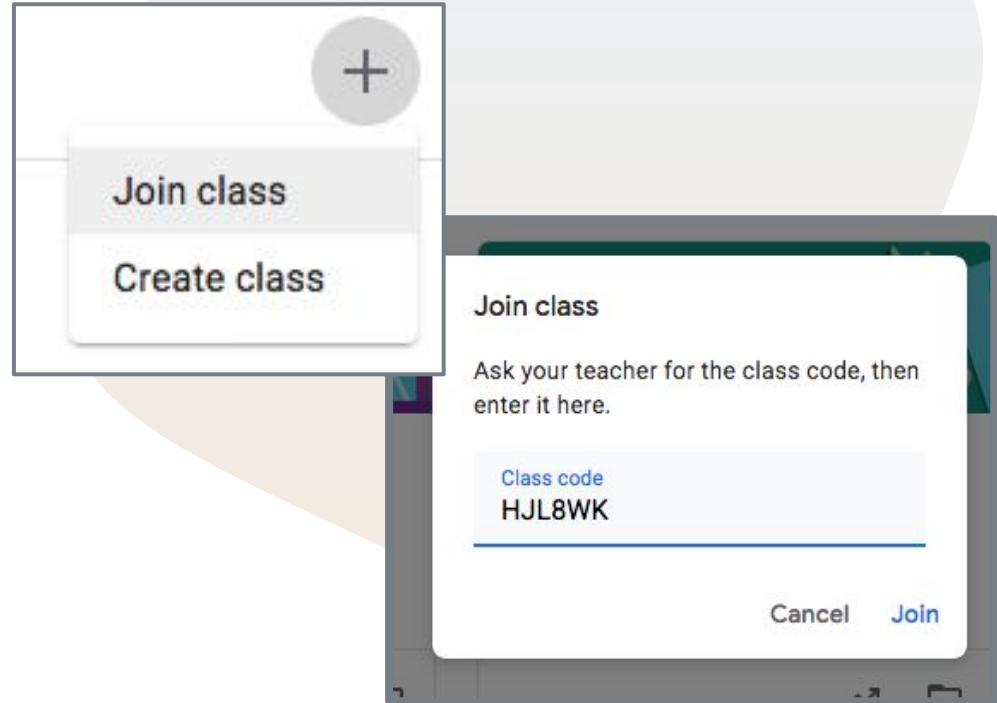 Join class
Create class
Join class
Ask your teacher for the class code, then
enter it here.
Class code
HJL8WK
Cancel Join